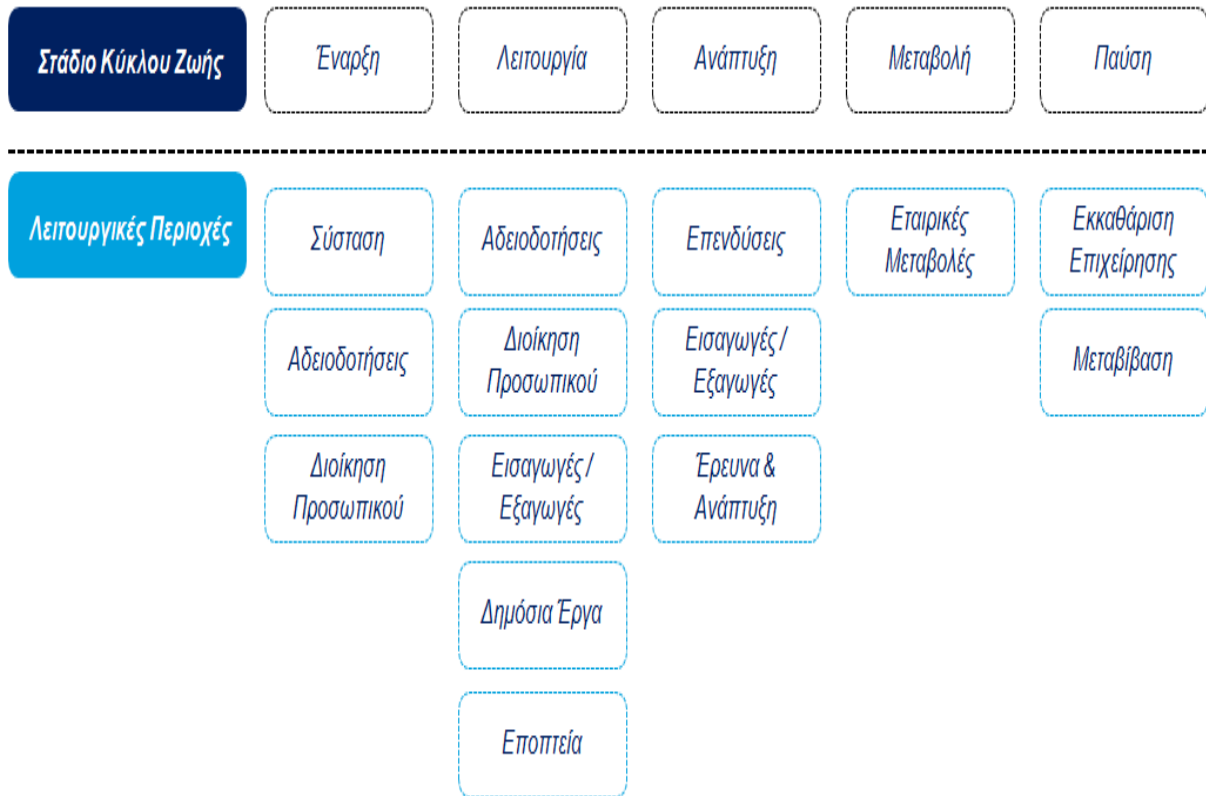 Στάδιο Κύκλου Ζωής
Έναρξη
Λειτουργία
Ανάπτυξη
Μεταβολή
Παύση
Λειτουργικές Περιοχές
Σύσταση
Αδειοδοτήσεις
Επενδύσεις
Εταιρικές
Μεταβολές
Εκκαθάριση
Επιχείρησης
Αδειοδοτήσεις
Διοίκηση
Προσωπικού
Εισαγωγές /
Εξαγωγές
Μεταβίβαση
Διοίκηση
Προσωπικού
Εισαγωγές /
Εξαγωγές
Έρευνα &
Ανάπτυξη
Δημόσια Έργα
Εποπτεία